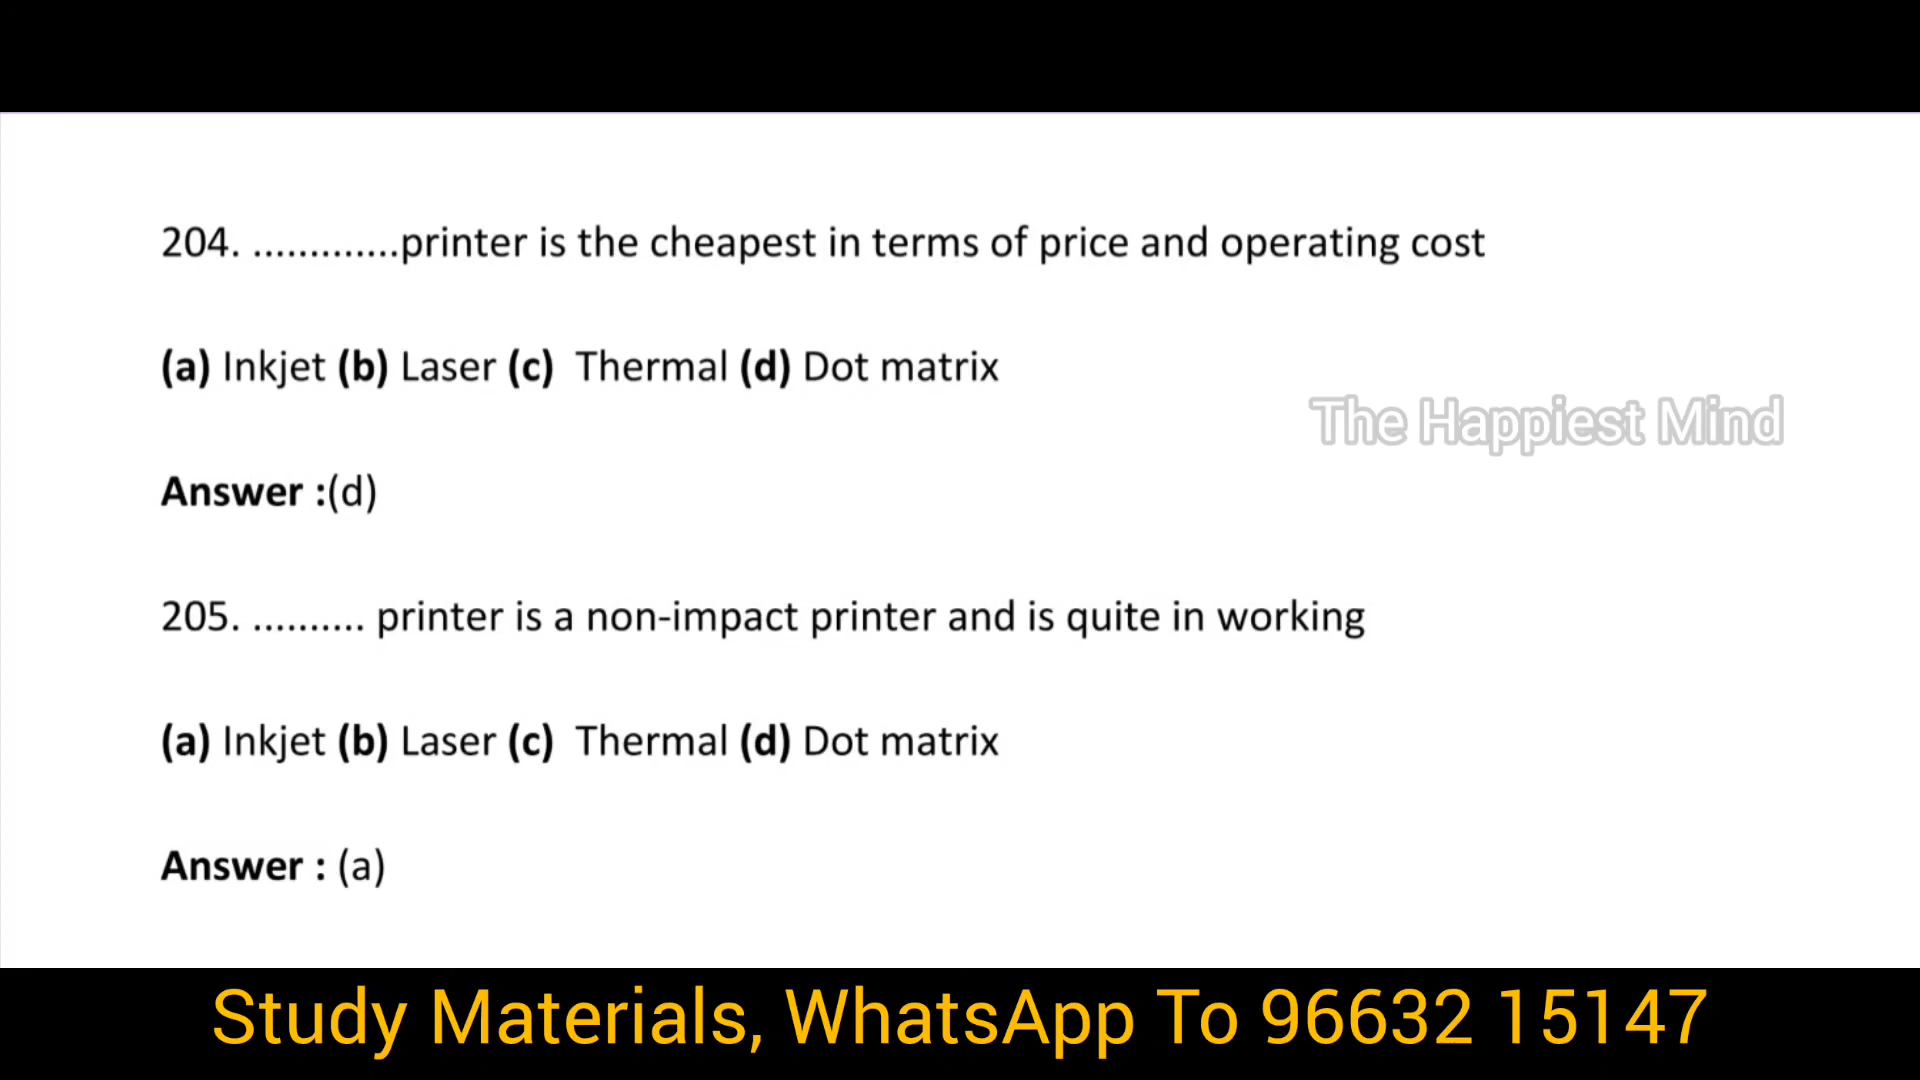 204. .............printer is the cheapest in terms of price and operating cost
(a) Inkjet (b) Laser (c) Thermal (d) Dot matrix
The Happiest Mind
Answer :(d)
205. .......... printer is a non-impact printer and is quite in working
(a) Inkjet (b) Laser (c) Thermal (d) Dot matrix
Answer : (a)
Study Materials, WhatsApp To 96632 15147